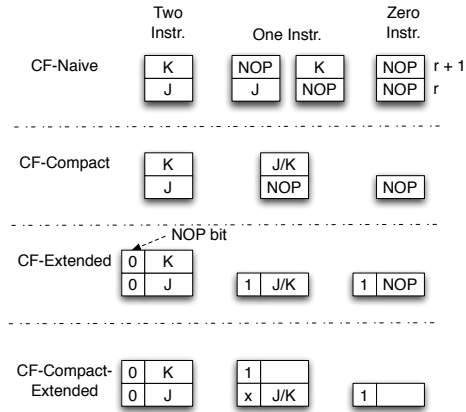 Two Instr.
One Instr.
Zero Instr.
CF-Naive
K
NOP
K
NOP
r + 1
J
J
NOP
NOP
r
CF-Compact
K
J/K
J
NOP
NOP
NOP bit
CF-Extended
0 K
0 J
1 J/K
1 NOP
CF-Compact-Extended
0 K
1
0 J
x J/K
1